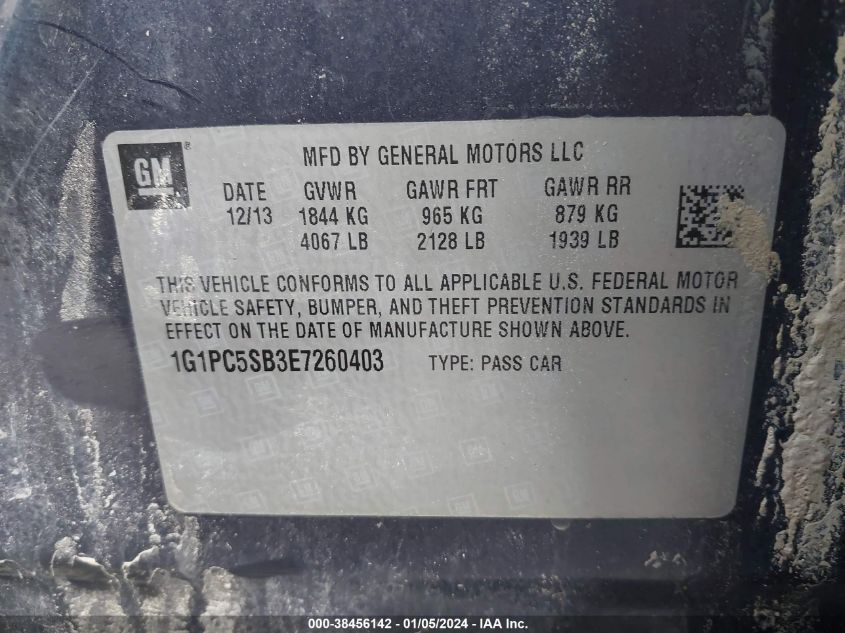 GM®
MFD BY GENERAL MOTORS LLC
DATE GVWR GAWR FRT GAWR RR
12/13 1844 KG 965 KG 879 KG
4067 LB 2128 LB 1939 LB
THIS VEHICLE CONFORMS TO ALL APPLICABLE U.S. FEDERAL MOTOR
VEHICLE SAFETY, BUMPER, AND THEFT PREVENTION STANDARDS IN
EFFECT ON THE DATE OF MANUFACTURE SHOWN ABOVE.
1G1PC5SB3E7260403 TYPE: PASS CAR
000-38456142 - 01/05/2024 - IAA Inc.